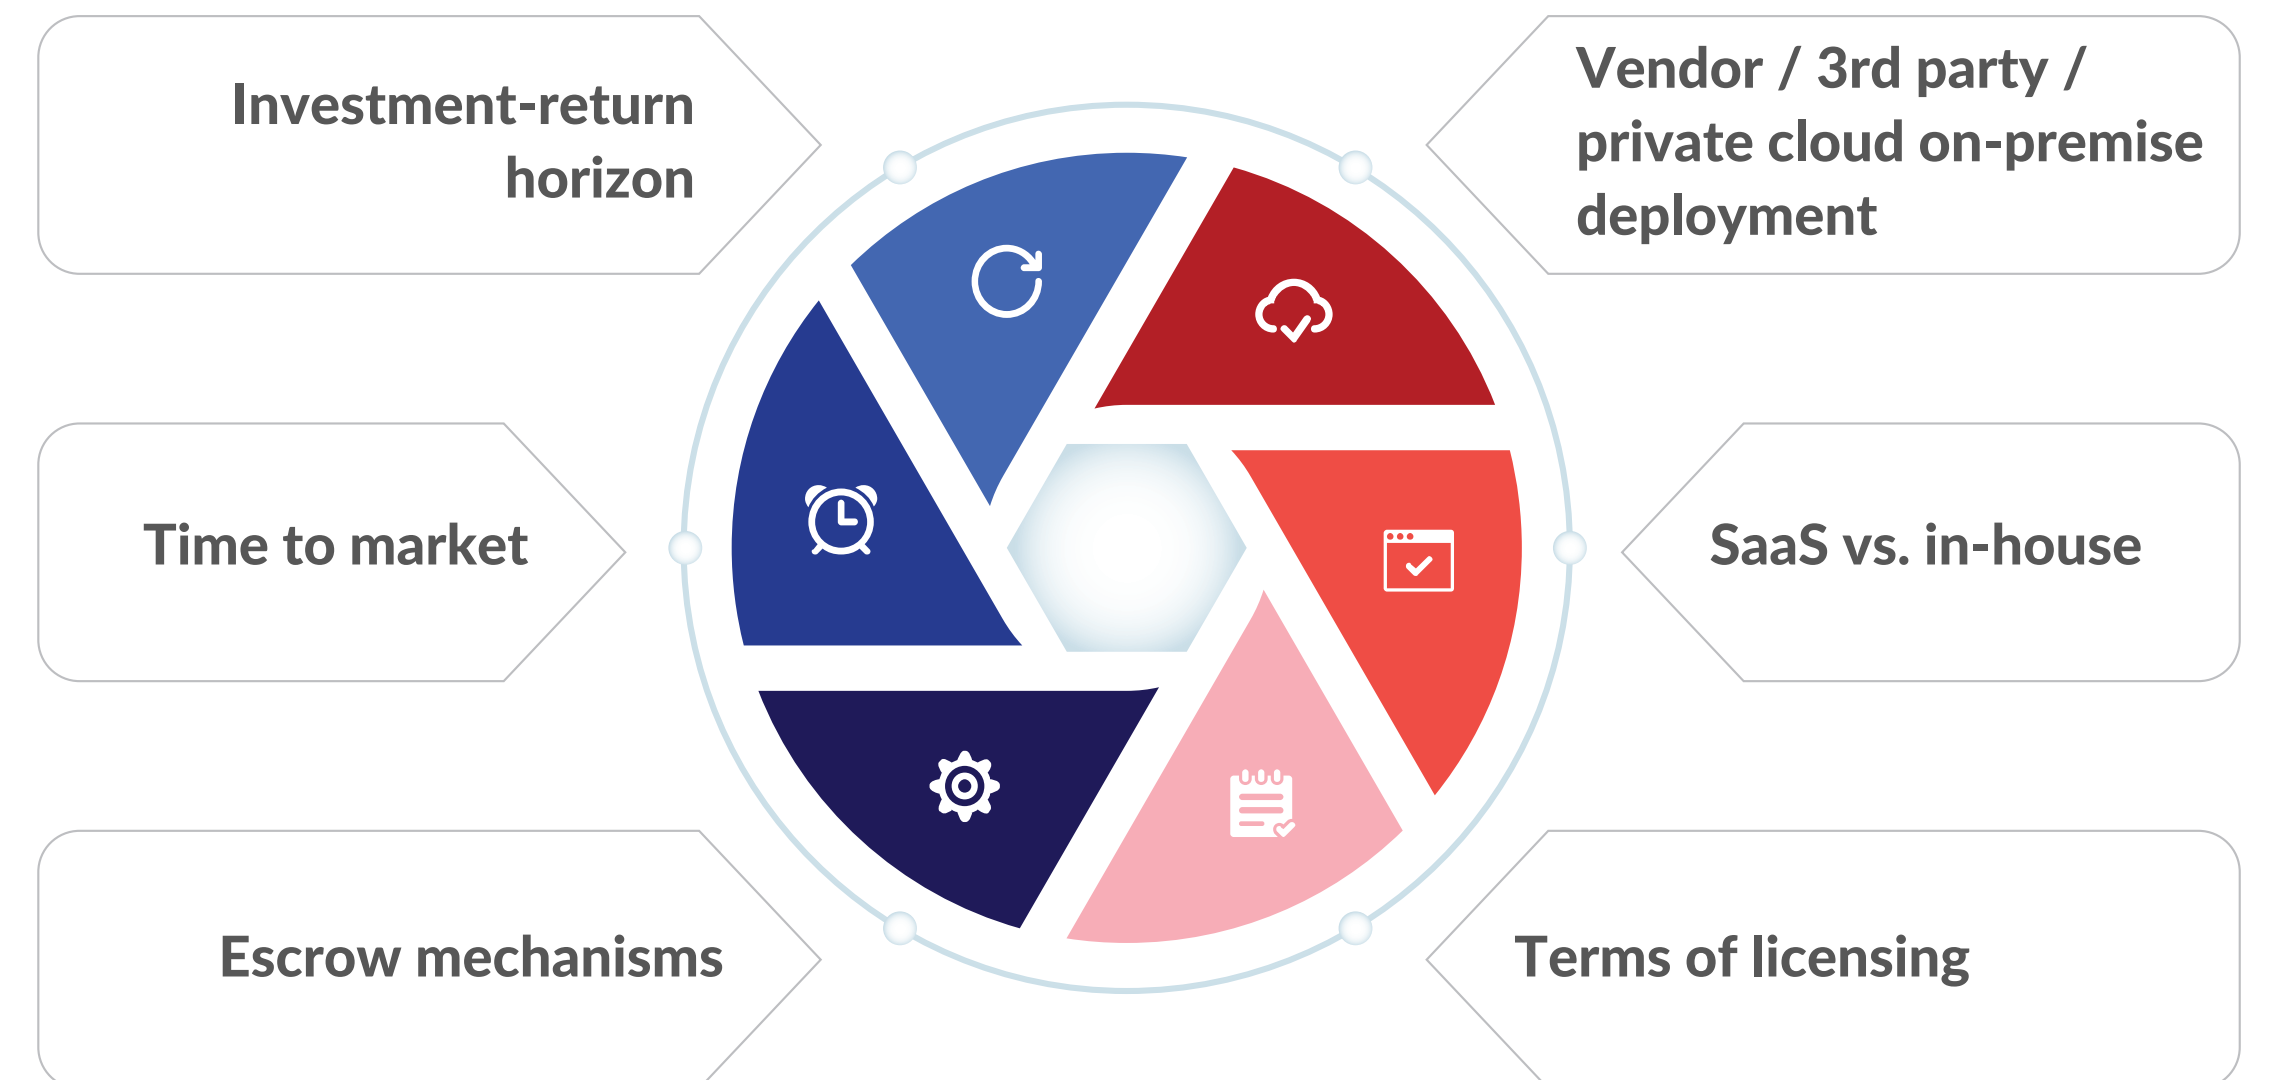 Investment-return
horizon
Vendor / 3rd party /
private cloud on-premise
deployment
Time to market
SaaS vs. in-house
Escrow mechanisms
Terms of licensing